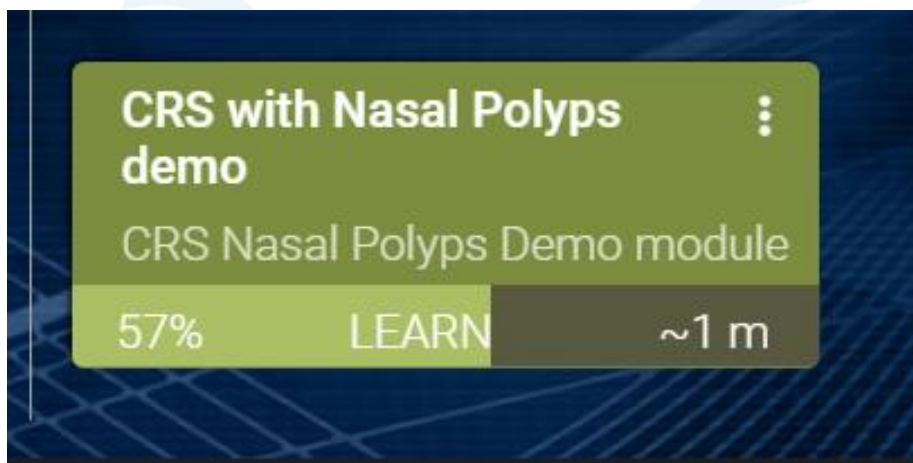 CRS with Nasal Polyps
demo
CRS Nasal Polyps Demo module
57% LEARN ~1 m